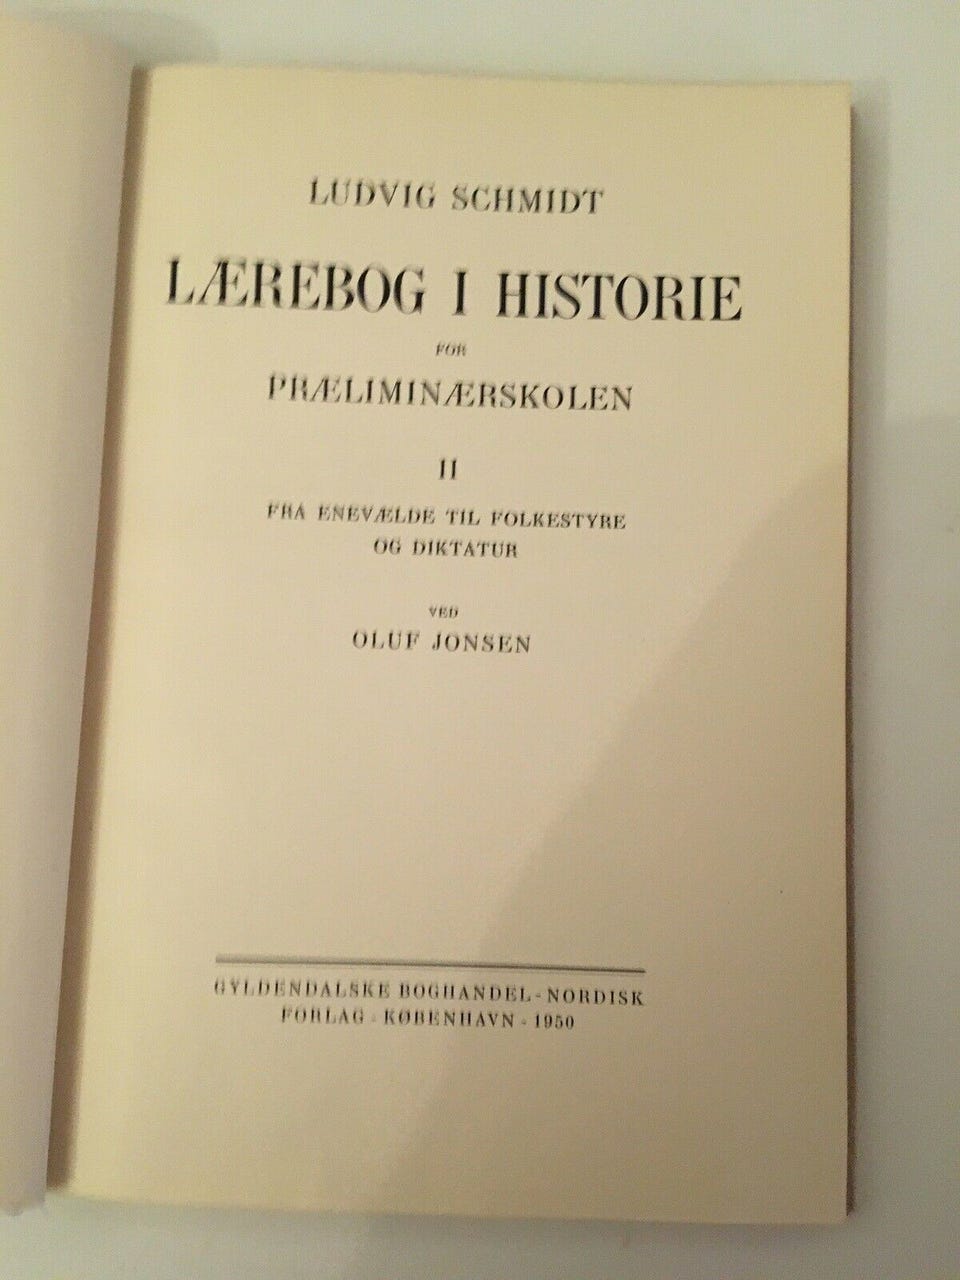 LUDVIG SCHMIDT
LÆREBOG I HISTORIE
FOR
PRÆLIMINÆRSKOLEN
II
FRA ENEVÆLDE TIL FOLKESTYRE
OG DIKTATUR
VED
OLUF JONSEN
GYLDENDALSKE BOGHANDEL - NORDISK
FORLAG - KØBENHAVN - 1950